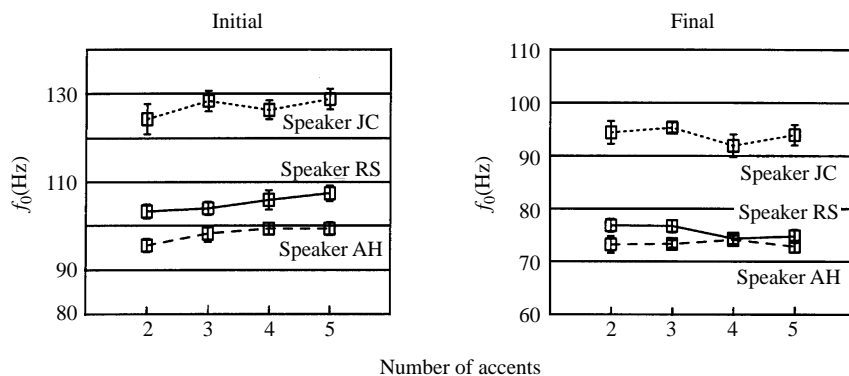 Initial
130
110
90
80
f0(Hz)
Speaker JC
Speaker RS
Speaker AH
2 3 4 5
Final
110
100
90
80
70
60
f0(Hz)
Speaker JC
Speaker RS
Speaker AH
2 3 4 5
Number of accents